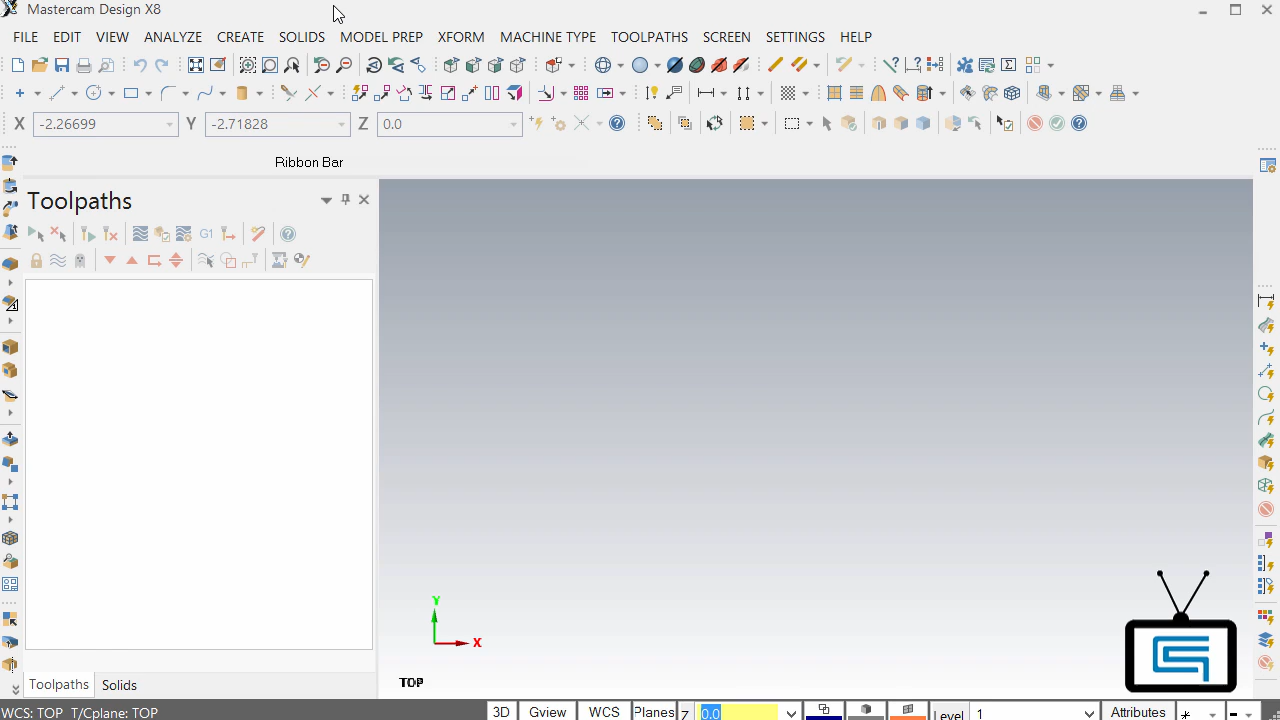 Mastercam Design X8
FILE EDIT VIEW ANALYZE CREATE SOLIDS MODEL PREP XFORM MACHINE TYPE TOOLPATHS SCREEN SETTINGS HELP
X -2.26699 Y -2.71828 Z 0.0
Ribbon Bar
Toolpaths
G1
Y
X
TOP
Toolpaths Solids
WCS: TOP T/Cplane: TOP 3D Gview WCS Planes Z 0.0 Level 1 Attributes